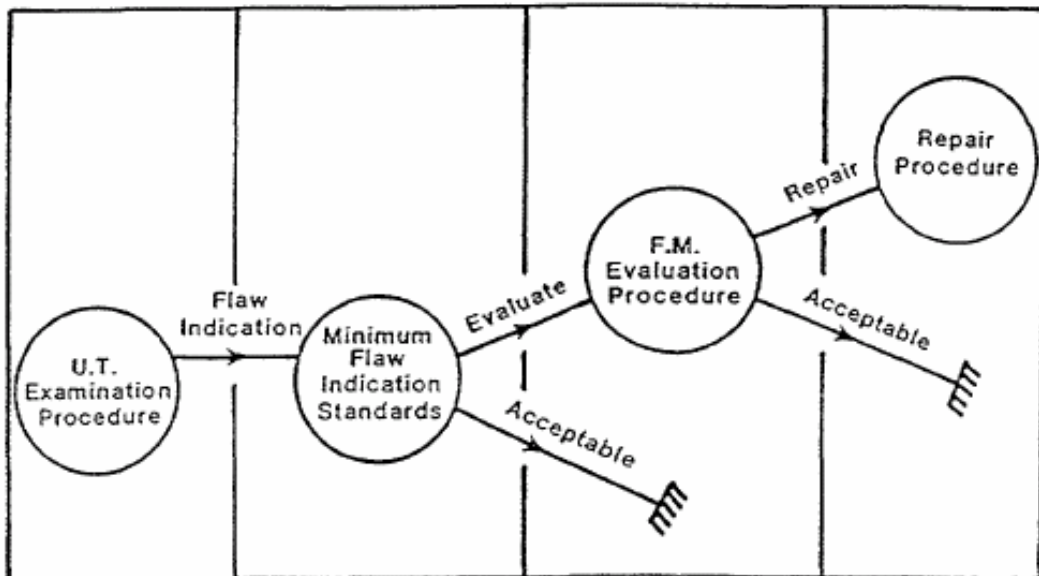 U.T.
Examination
Procedure
Flaw
Indication
Minimum
Flaw
Indication
Standards
Evaluate
Acceptable
F.M.
Evaluation
Procedure
Repair
Acceptable
Repair
Procedure